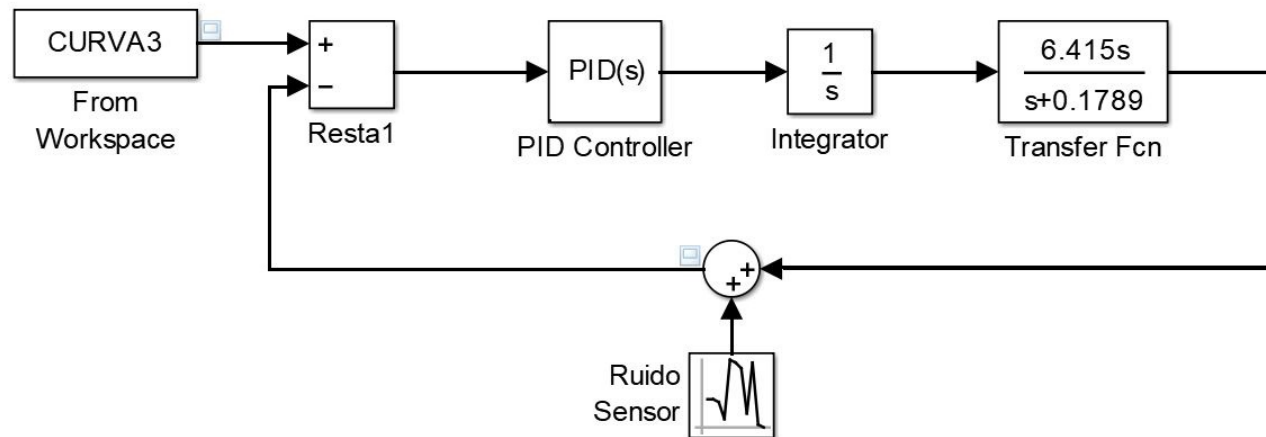 CURVA3
From
Workspace
+
−
Resta1
PID(s)
PID Controller
1
s
Integrator
6.415s
s+0.1789
Transfer Fcn
+
+
Ruido
Sensor